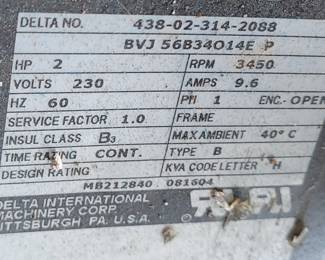 DELTA NO. 438-02-314-2088
BVJ 56B34O14E P
HP 2 RPM 3450
VOLTS 230 AMPS 9.6
HZ 60 PH 1 ENC.-OPEN
SERVICE FACTOR 1.0 FRAME
INSUL CLASS B3 MAX AMBIENT 40°C
TIME RATING CONT. TYPE B
DESIGN RATING KVA CODE LETTER H
MB212840 081604
DELTA INTERNATIONAL
MACHINERY CORP.
PITTSBURGH PA. U.S.A.